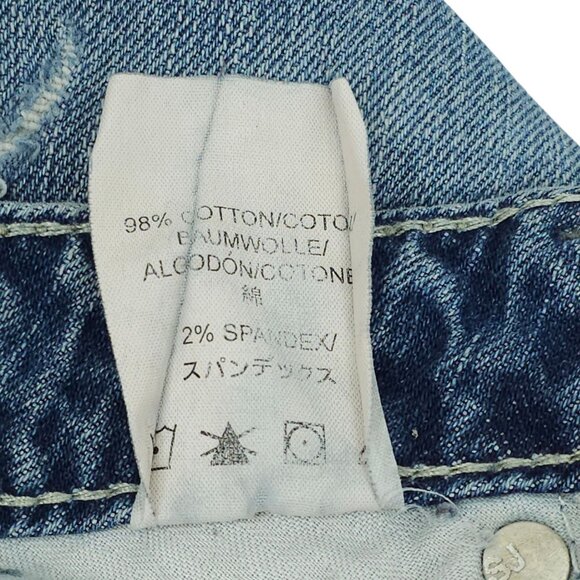 98% COTTON/COTO/
BAUMWOLLE/
ALGODÓN/COTONE
綿
2% SPANDEX/
スパンデックス